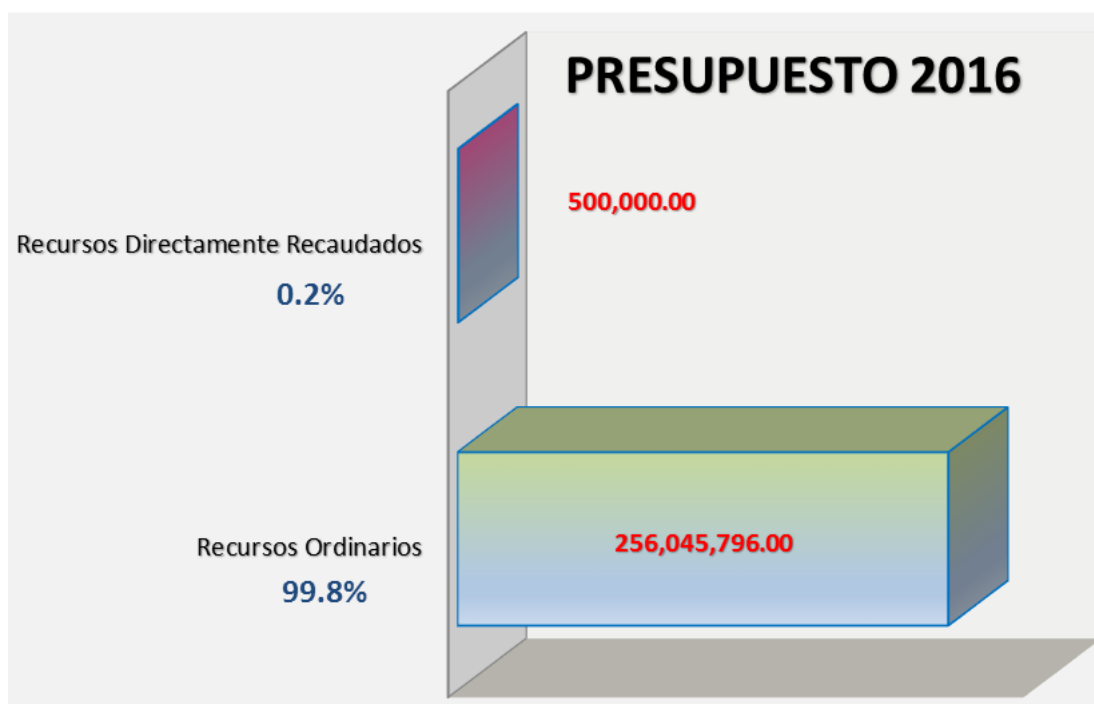 PRESUPUESTO 2016
500,000.00
Recursos Directamente Recaudados
0.2%
256,045,796.00
Recursos Ordinarios
99.8%